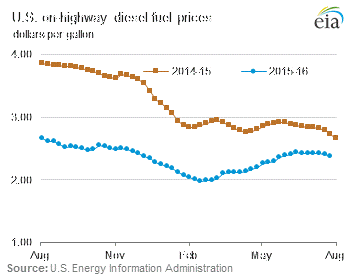 U.S. on-highway diesel fuel prices
dollars per gallon
eia
4.00
2014-15
2015-16
3.00
2.00
1.00
Aug
Nov
Feb
May
Aug
Source: U.S. Energy Information Administration